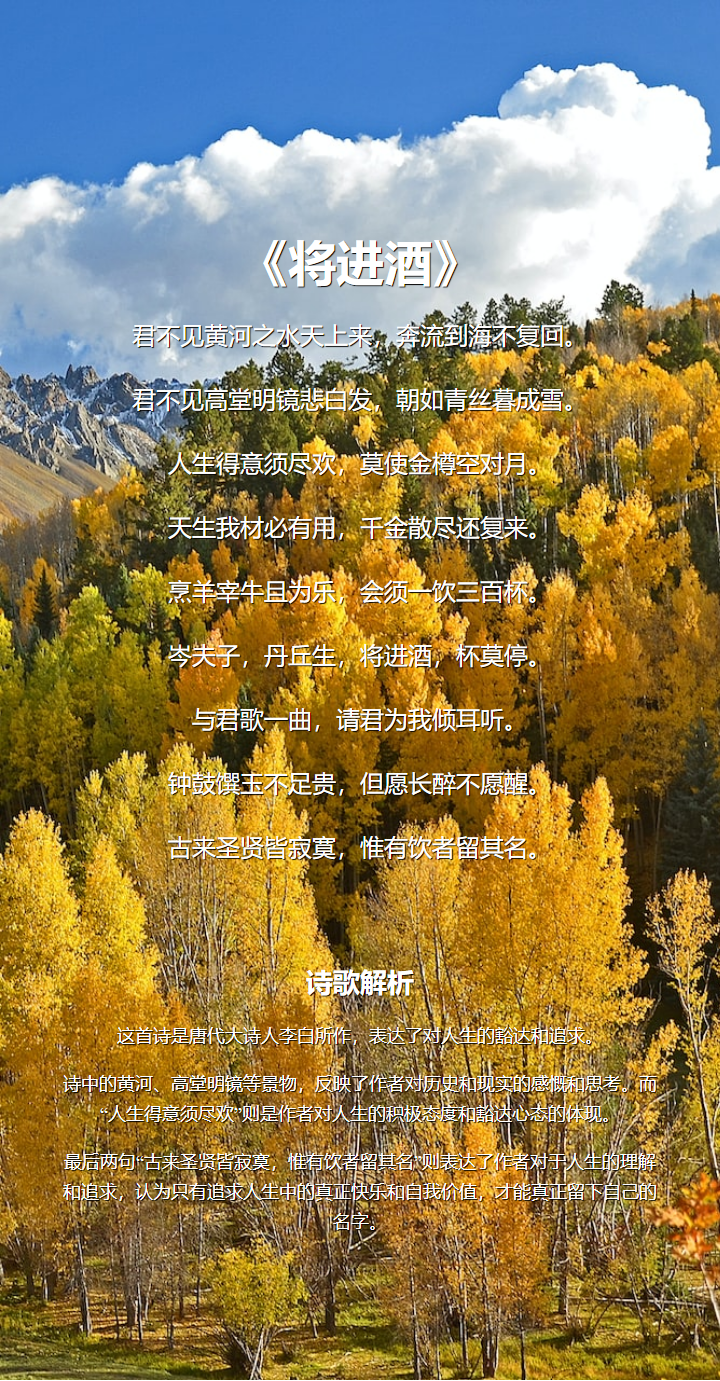 《将进酒》
君不见黄河之水天上来，奔流到海不复回。
君不见高堂明镜悲白发，朝如青丝暮成雪。
人生得意须尽欢，莫使金樽空对月。
天生我材必有用，千金散尽还复来。
烹羊宰牛且为乐，会须一饮三百杯。
岑夫子，丹丘生，将进酒，杯莫停。
与君歌一曲，请君为我倾耳听。
钟鼓馔玉不足贵，但愿长醉不愿醒。
古来圣贤皆寂寞，惟有饮者留其名。
诗歌解析
这首诗是唐代大诗人李白所作，表达了对人生的豁达和追求。
诗中的黄河、高堂明镜等景物，反映了作者对历史和现实的感慨和思考。而
“人生得意须尽欢”则是作者对人生的积极态度和豁达心态的体现。
最后两句“古来圣贤皆寂寞，惟有饮者留其名”则表达了作者对于人生的理解
和追求，认为只有追求人生中的真正快乐和自我价值，才能真正留下自己的
名字。